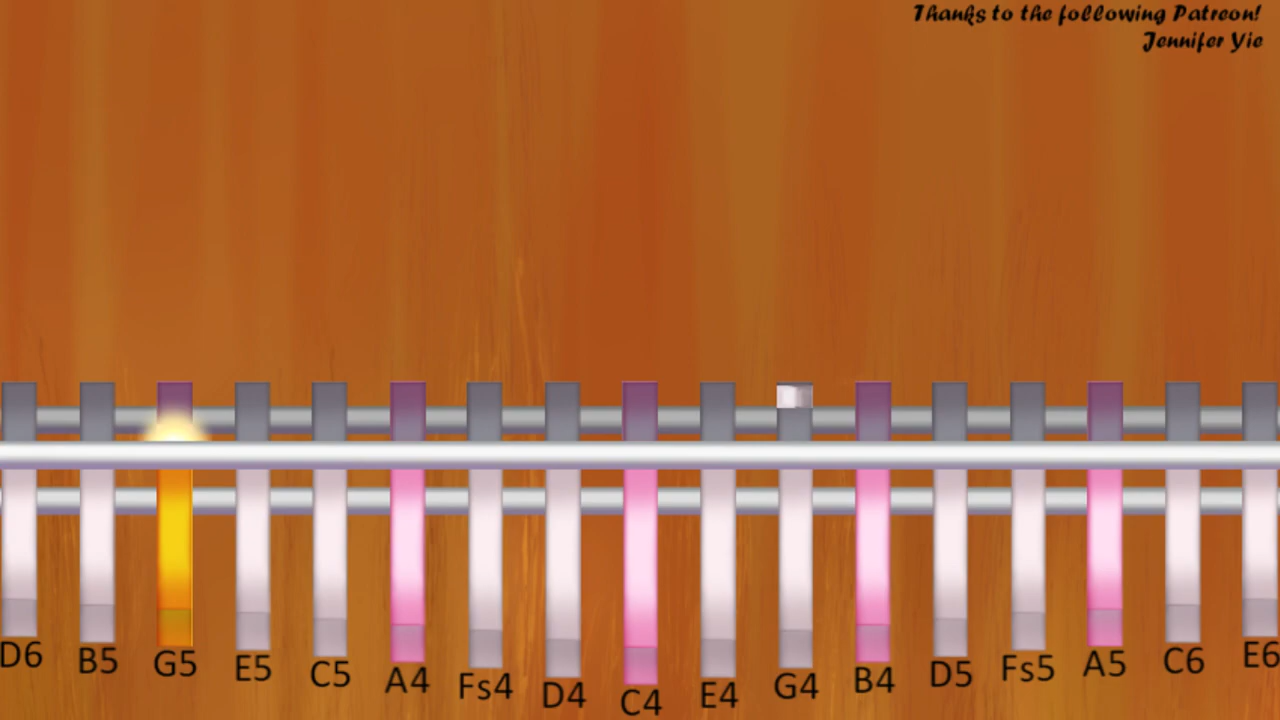 Thanks to the following Patreon!
Jennifer Yie
D6 B5 G5 E5 C5 A4 Fs4 D4 C4 E4 G4 B4 D5 Fs5 A5 C6 E6